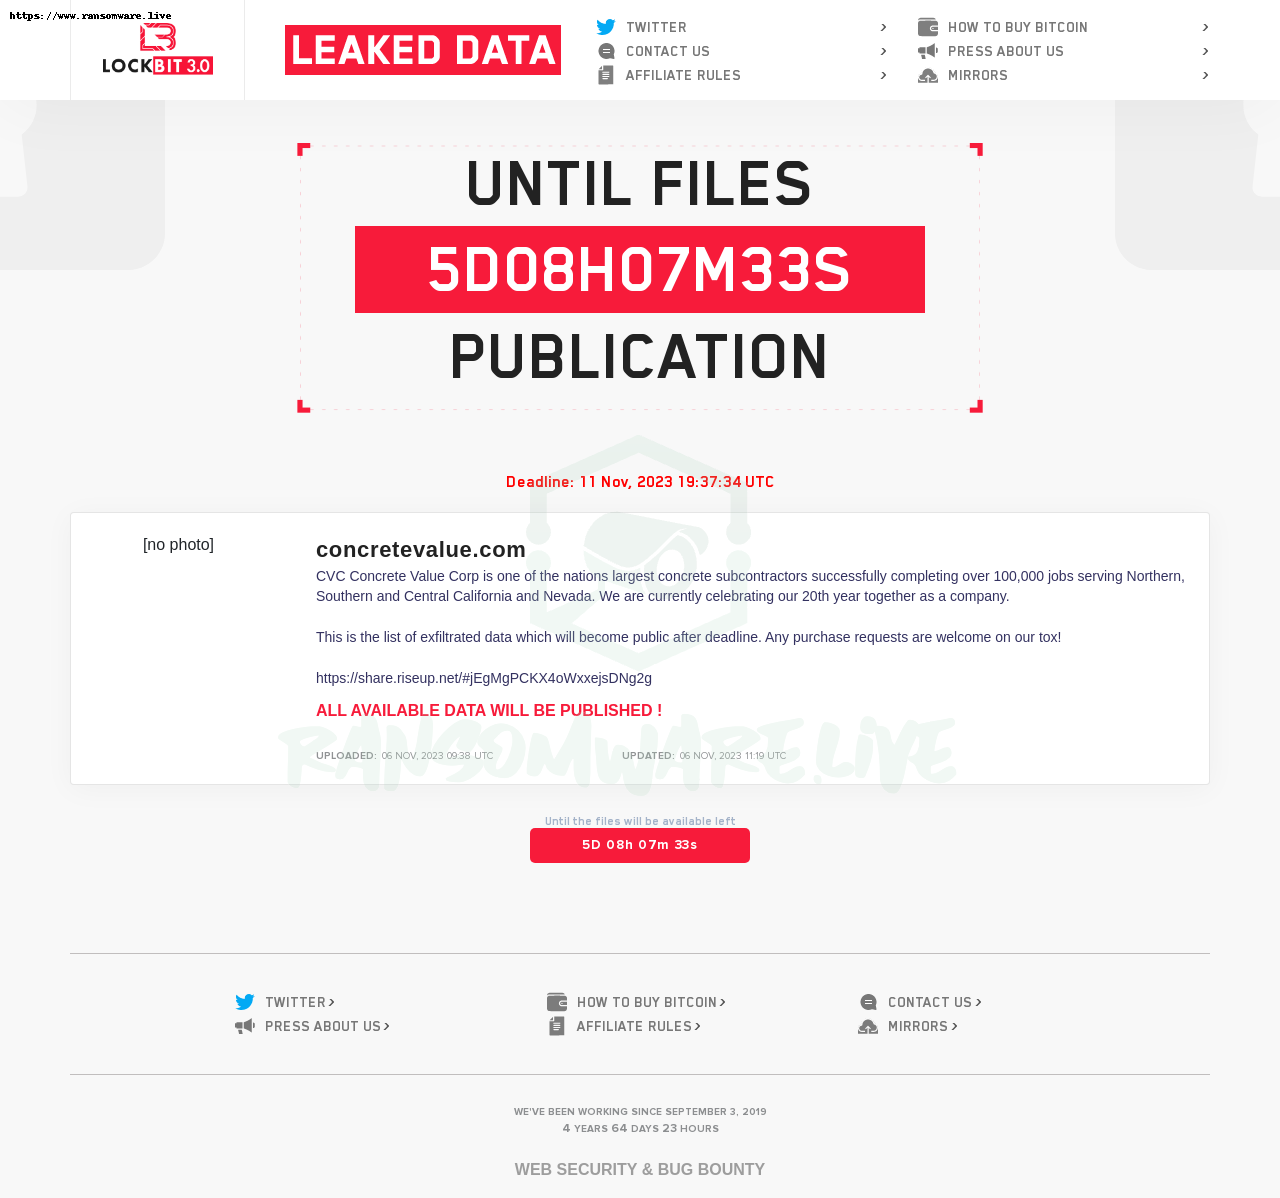 https://www.ransomware.live
LOCKBIT 3.0
LEAKED DATA
TWITTER >
CONTACT US >
AFFILIATE RULES >
HOW TO BUY BITCOIN >
PRESS ABOUT US >
MIRRORS >
UNTIL FILES
5D08H07M33S
PUBLICATION
Deadline: 11 Nov, 2023 19:37:34 UTC
[no photo]
concretevalue.com
CVC Concrete Value Corp is one of the nations largest concrete subcontractors successfully completing over 100,000 jobs serving Northern,
Southern and Central California and Nevada. We are currently celebrating our 20th year together as a company.
This is the list of exfiltrated data which will become public after deadline. Any purchase requests are welcome on our tox!
https://share.riseup.net/#jEgMgPCKX4oWxxejsDNg2g
ALL AVAILABLE DATA WILL BE PUBLISHED !
UPLOADED: 06 NOV, 2023 09:38 UTC
UPDATED: 06 NOV, 2023 11:19 UTC
RANSOMWARE.LIVE
Until the files will be available left
5D 08h 07m 33s
TWITTER >
HOW TO BUY BITCOIN >
CONTACT US >
PRESS ABOUT US >
AFFILIATE RULES >
MIRRORS >
WE'VE BEEN WORKING SINCE SEPTEMBER 3, 2019
4 YEARS 64 DAYS 23 HOURS
WEB SECURITY & BUG BOUNTY